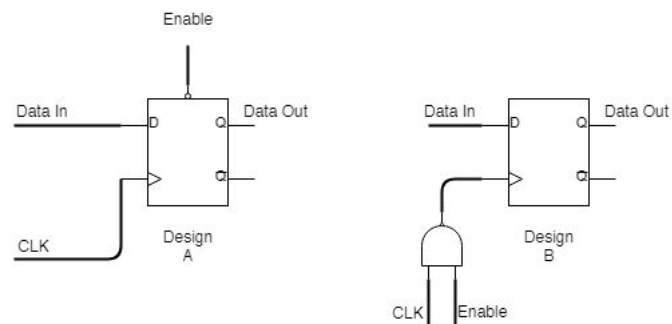 Enable
Data In
D
Q
Data Out
Q̅
CLK
Design
A
Data In
D
Q
Data Out
Q̅
Design
B
CLK
Enable